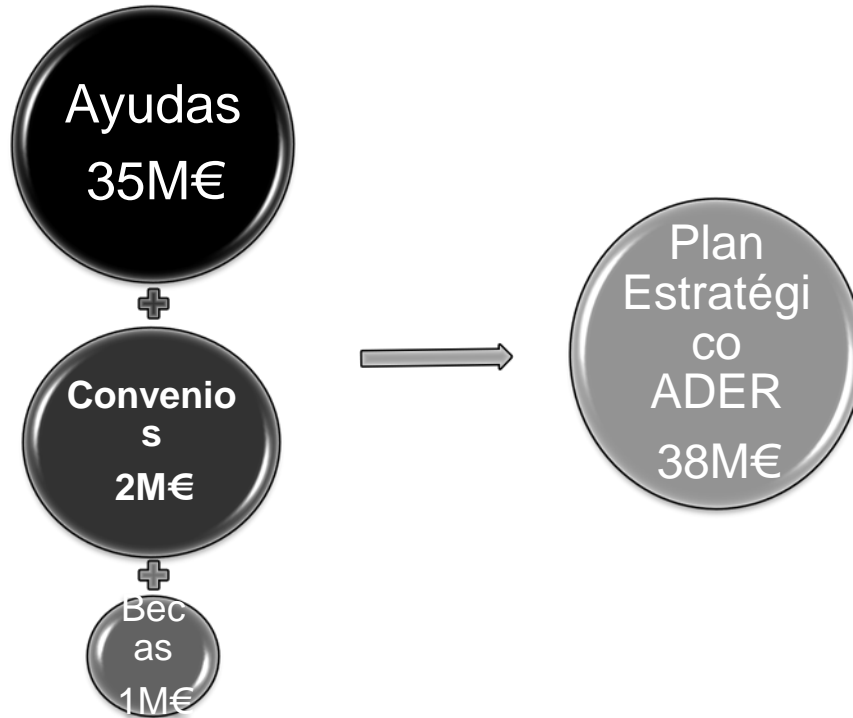 Ayudas
35M€
Convenio
s
2M€
Bec
as
1M€
Plan
Estratégi
co
ADER
38M€